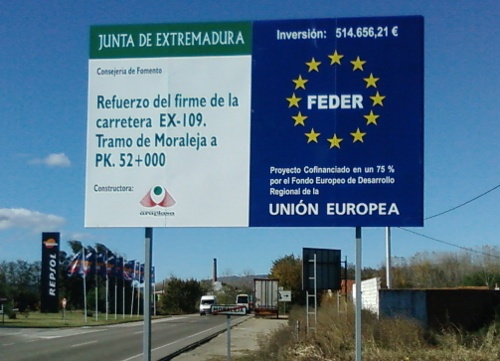 JUNTA DE EXTREMADURA
Consejería de Fomento
Refuerzo del firme de la
carretera EX-109.
Tramo de Moraleja a
PK. 52+000
Constructora:
Inversión: 514.656,21 €
FEDER
Proyecto Cofinanciado en un 75 %
por el Fondo Europeo de Desarrollo
Regional de la
UNIÓN EUROPEA
REPSOL